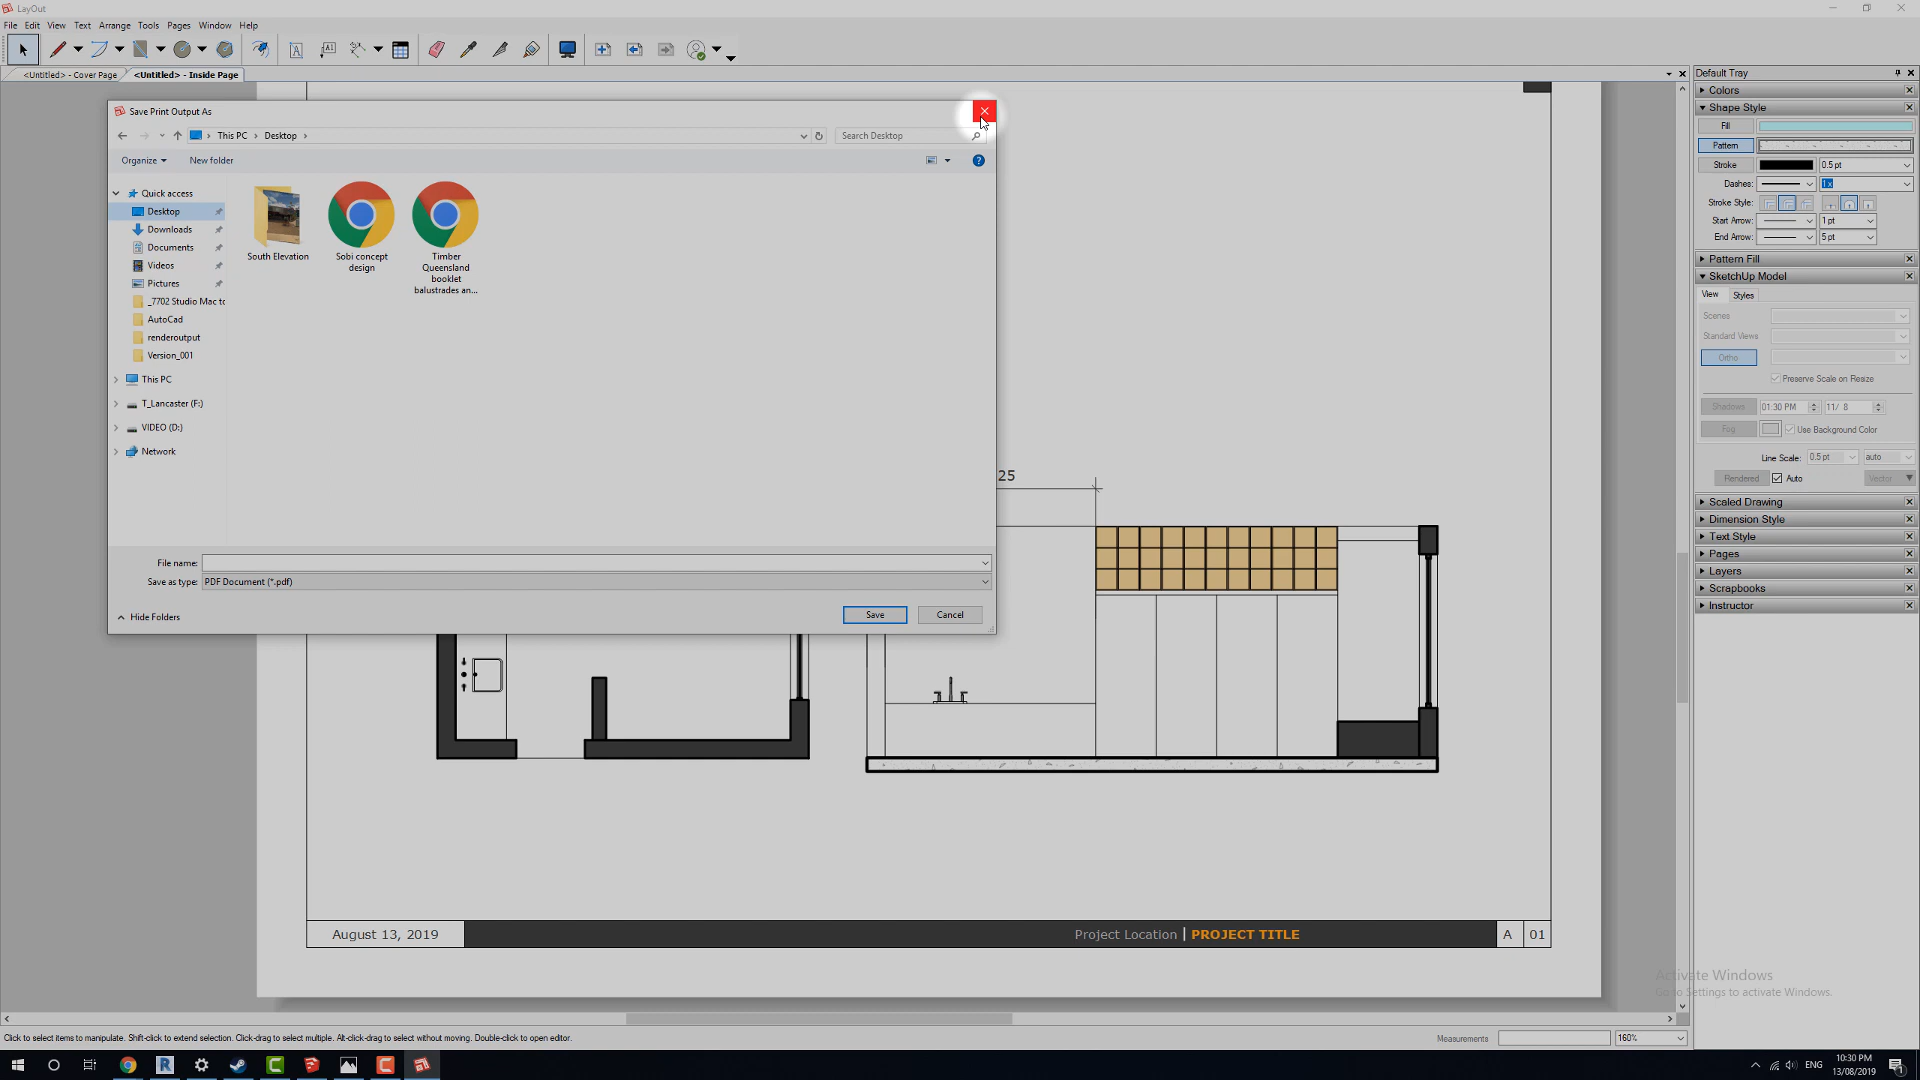 LayOut
File Edit View Text Arrange Tools Pages Window Help
<Untitled> - Cover Page <Untitled> - Inside Page
Save Print Output As
This PC Desktop
Search Desktop
Organize New folder
Quick access
Desktop
Downloads
Documents
Videos
Pictures
_7702 Studio Mac to
AutoCad
renderoutput
Version_001
This PC
T_Lancaster (F:)
VIDEO (D:)
Network
South Elevation
Sobi concept
design
Timber
Queensland
booklet
balustrades an...
File name:
Save as type: PDF Document (*.pdf)
Hide Folders
Save Cancel
25
August 13, 2019
Project Location | PROJECT TITLE
A 01
Default Tray
Colors
Shape Style
Fill
Pattern
Stroke 0.5 pt
Dashes: 1x
Stroke Style:
Start Arrow: 1 pt
End Arrow: 5 pt
Pattern Fill
SketchUp Model
View Styles
Scenes
Standard Views
Ortho
Preserve Scale on Resize
Shadows 01:30 PM 11/ 8
Fog Use Background Color
Line Scale: 0.5 pt auto
Rendered Auto Vector
Scaled Drawing
Dimension Style
Text Style
Pages
Layers
Scrapbooks
Instructor
Activate Windows
Go to Settings to activate Windows.
Click to select items to manipulate. Shift-click to extend selection. Click-drag to select multiple. Alt-click-drag to select without moving. Double-click to open editor.
Measurements
160%
ENG
10:30 PM
13/08/2019